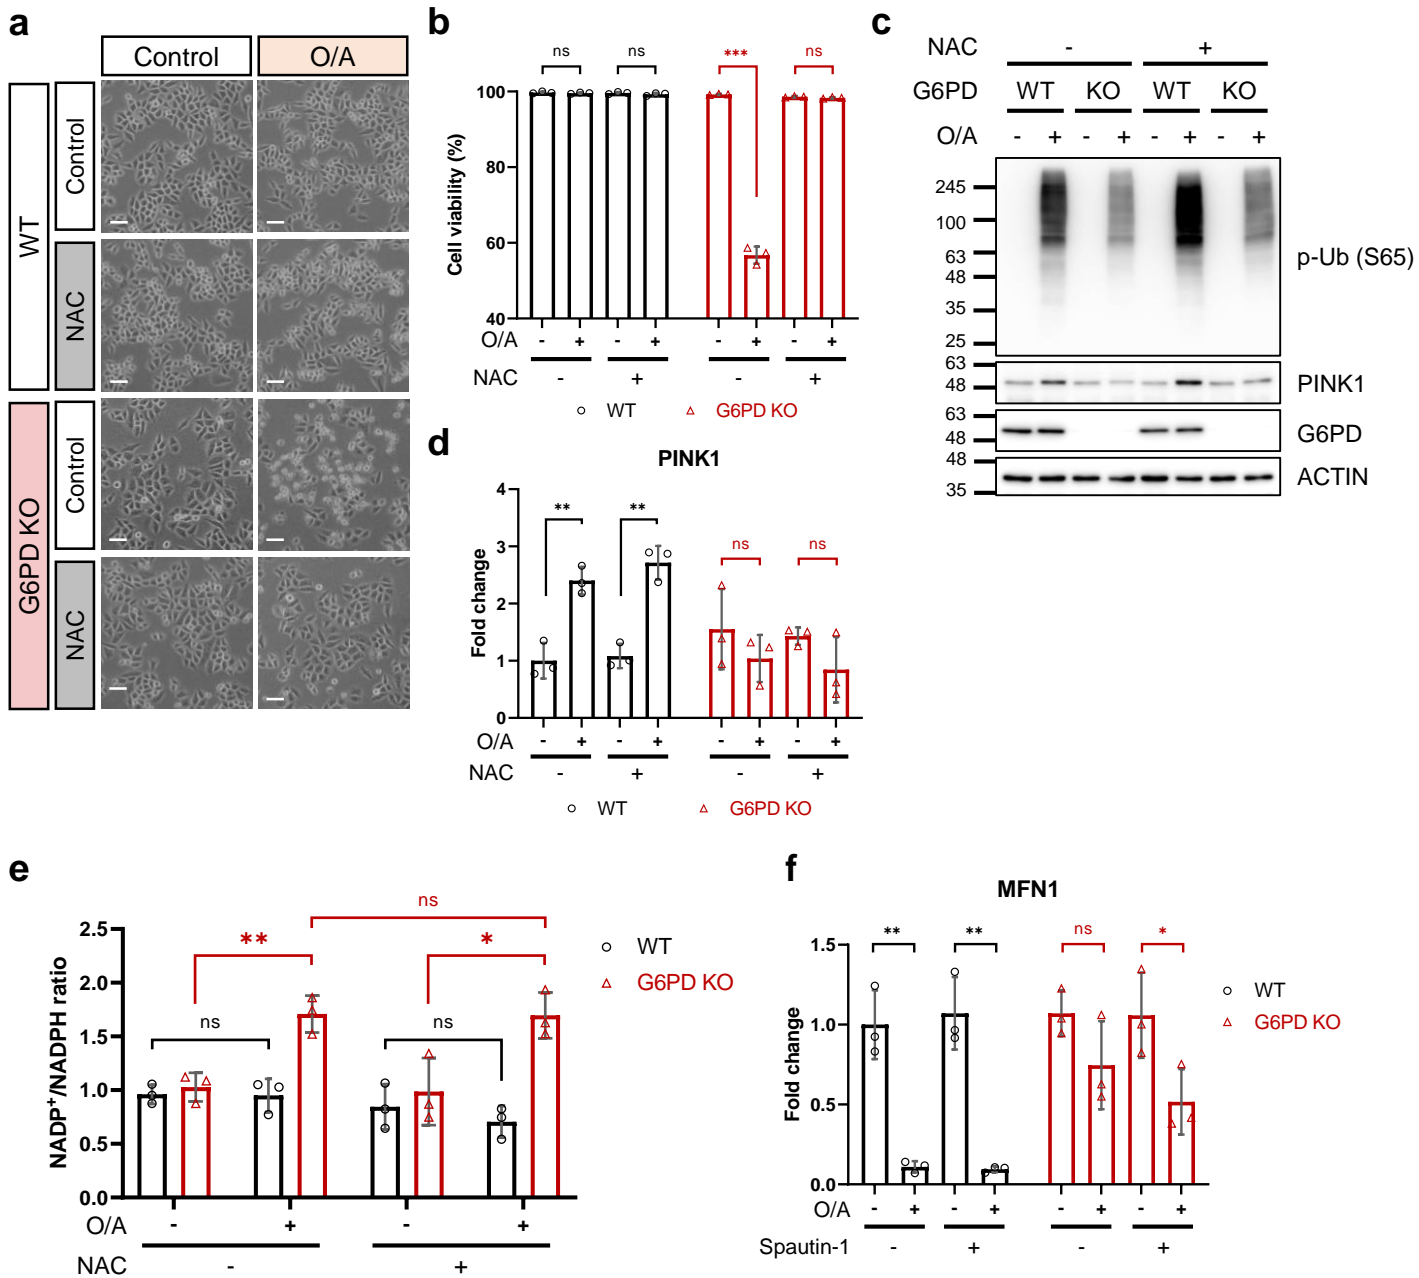 a
Control
O/A
WT
Control
NAC
G6PD KO
Control
NAC
b
ns
ns
***
ns
Cell viability (%)
100
80
60
40
O/A
- + - + - + - +
NAC
- + - +
WT
G6PD KO
c
NAC
- +
G6PD
WT KO WT KO
O/A
- + - + - + - +
245
100
63
48
35
25
p-Ub (S65)
63
48
PINK1
63
48
G6PD
48
35
ACTIN
d
PINK1
**
**
ns
ns
Fold change
4
3
2
1
0
O/A
- + - + - + - +
NAC
- + - +
WT
G6PD KO
e
ns
**
*
ns
ns
NADP⁺/NADPH ratio
2.5
2.0
1.5
1.0
0.5
0.0
O/A
- + - +
NAC
- +
WT
G6PD KO
f
MFN1
**
**
ns
*
Fold change
1.5
1.0
0.5
0.0
O/A
- + - + - + - +
Spautin-1
- + - +
WT
G6PD KO